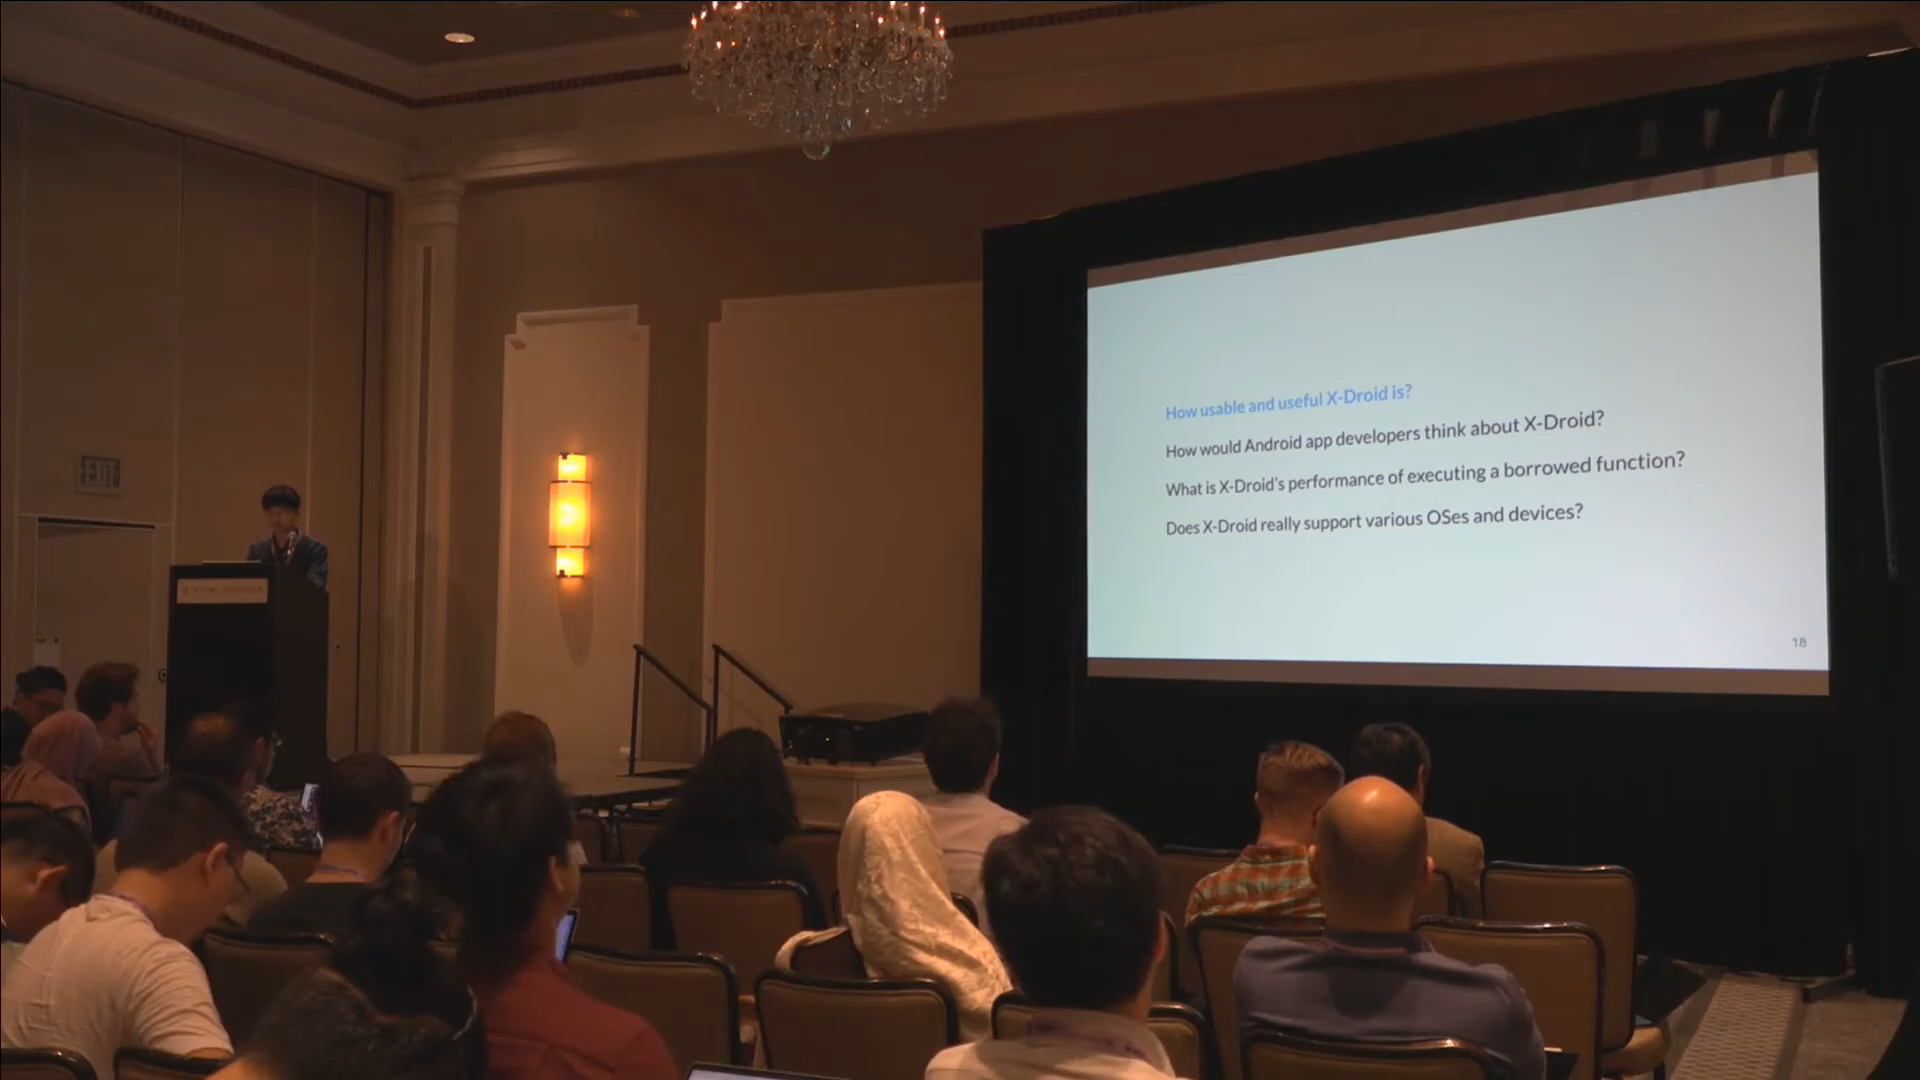 EXIT
How usable and useful X-Droid is?
How would Android app developers think about X-Droid?
What is X-Droid's performance of executing a borrowed function?
Does X-Droid really support various OSes and devices?
18